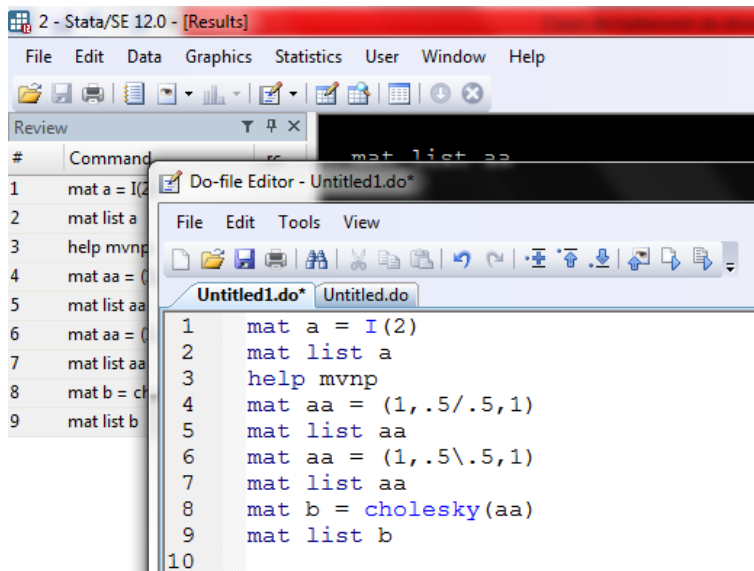 2 - Stata/SE 12.0 - [Results]
File Edit Data Graphics Statistics User Window Help
Review
# Command rc
mat list aa
1 mat a = I(2
2 mat list a
3 help mvnp
4 mat aa = (
5 mat list aa
6 mat aa = (
7 mat list aa
8 mat b = ch
9 mat list b
Do-file Editor - Untitled1.do*
File Edit Tools View
Untitled1.do* Untitled.do
1 mat a = I(2)
2 mat list a
3 help mvnp
4 mat aa = (1,.5/.5,1)
5 mat list aa
6 mat aa = (1,.5\.5,1)
7 mat list aa
8 mat b = cholesky(aa)
9 mat list b
10